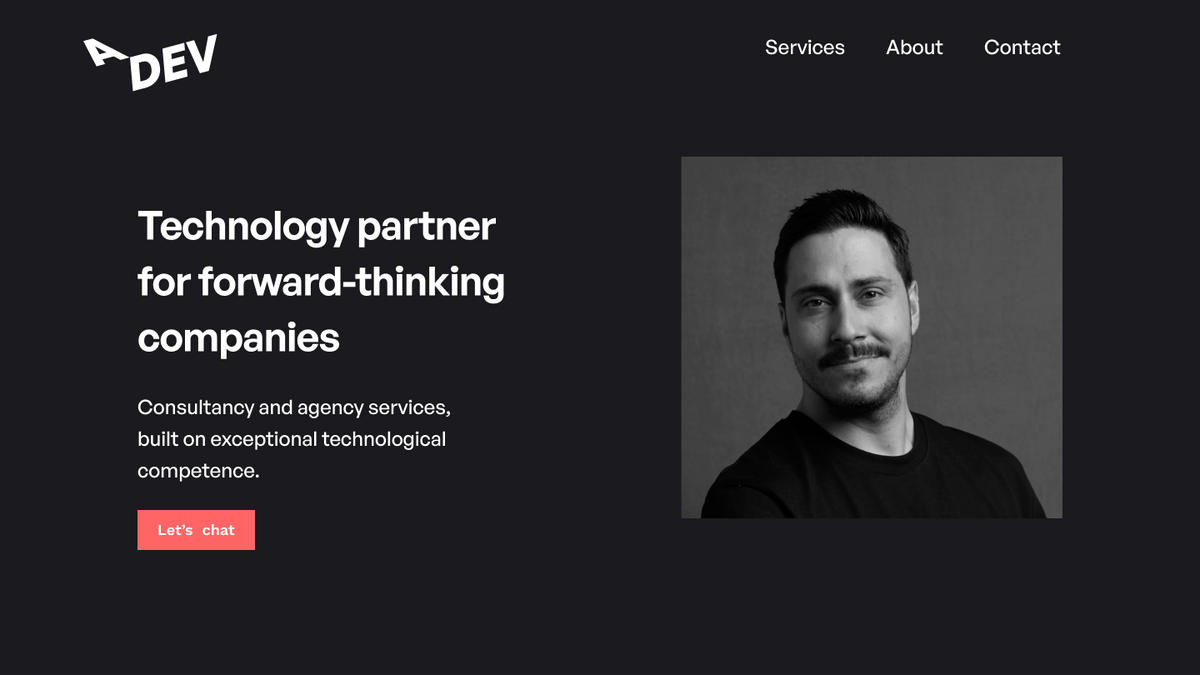 A DEV
Services About Contact
Technology partner
for forward-thinking
companies
Consultancy and agency services,
built on exceptional technological
competence.
Let’s chat